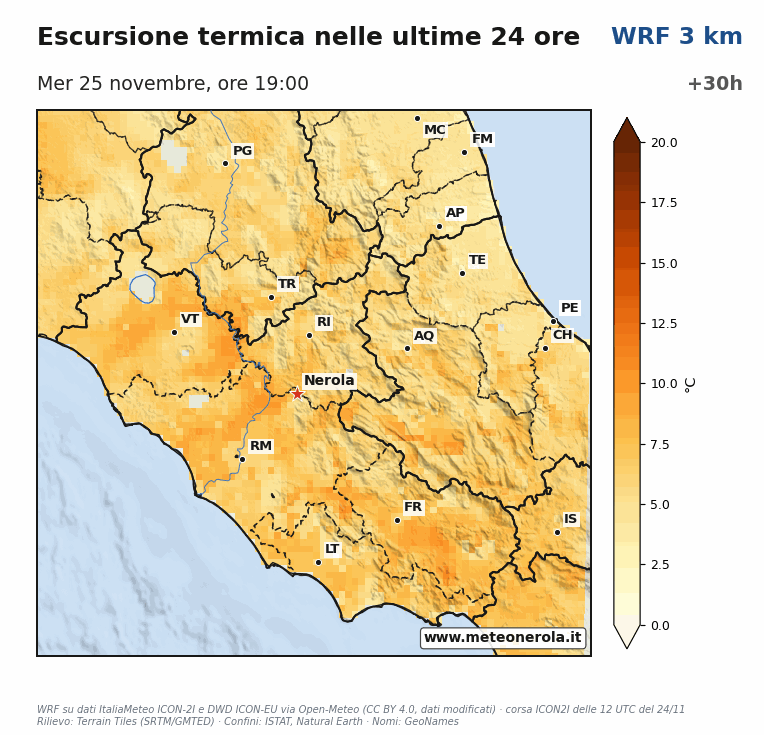 Escursione termica nelle ultime 24 ore WRF 3 km
Mer 25 novembre, ore 19:00 +30h
MC
FM
PG
AP
TE
TR
PE
VT
RI
AQ
CH
Nerola
RM
FR
IS
LT
www.meteonerola.it
20.0
17.5
15.0
12.5
10.0
7.5
5.0
2.5
0.0
°C
WRF su dati ItaliaMeteo ICON-2I e DWD ICON-EU via Open-Meteo (CC BY 4.0, dati modificati) · corsa ICON2I delle 12 UTC del 24/11
Rilievo: Terrain Tiles (SRTM/GMTED) · Confini: ISTAT, Natural Earth · Nomi: GeoNames